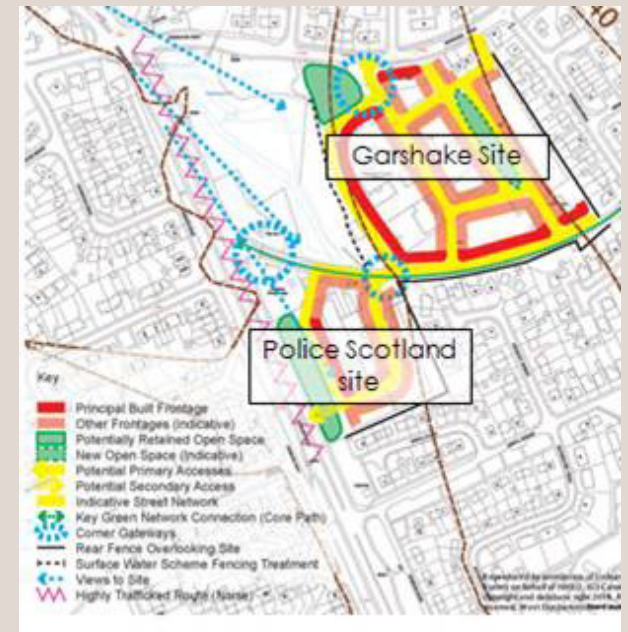 40
Garshake Site
Police Scotland
site
Key
Principal Built Frontage
Other Frontages (Indicative)
Potentially Retained Open Space
New Open Space (Indicative)
Potential Primary Accesses
Potential Secondary Access
Indicative Street Network
Key Green Network Connection (Core Path)
Corner Gateways
Rear Fence Overlooking Site
Surface Water Scheme Fencing Treatment
Views to Site
Highly Trafficked Route (Noise)